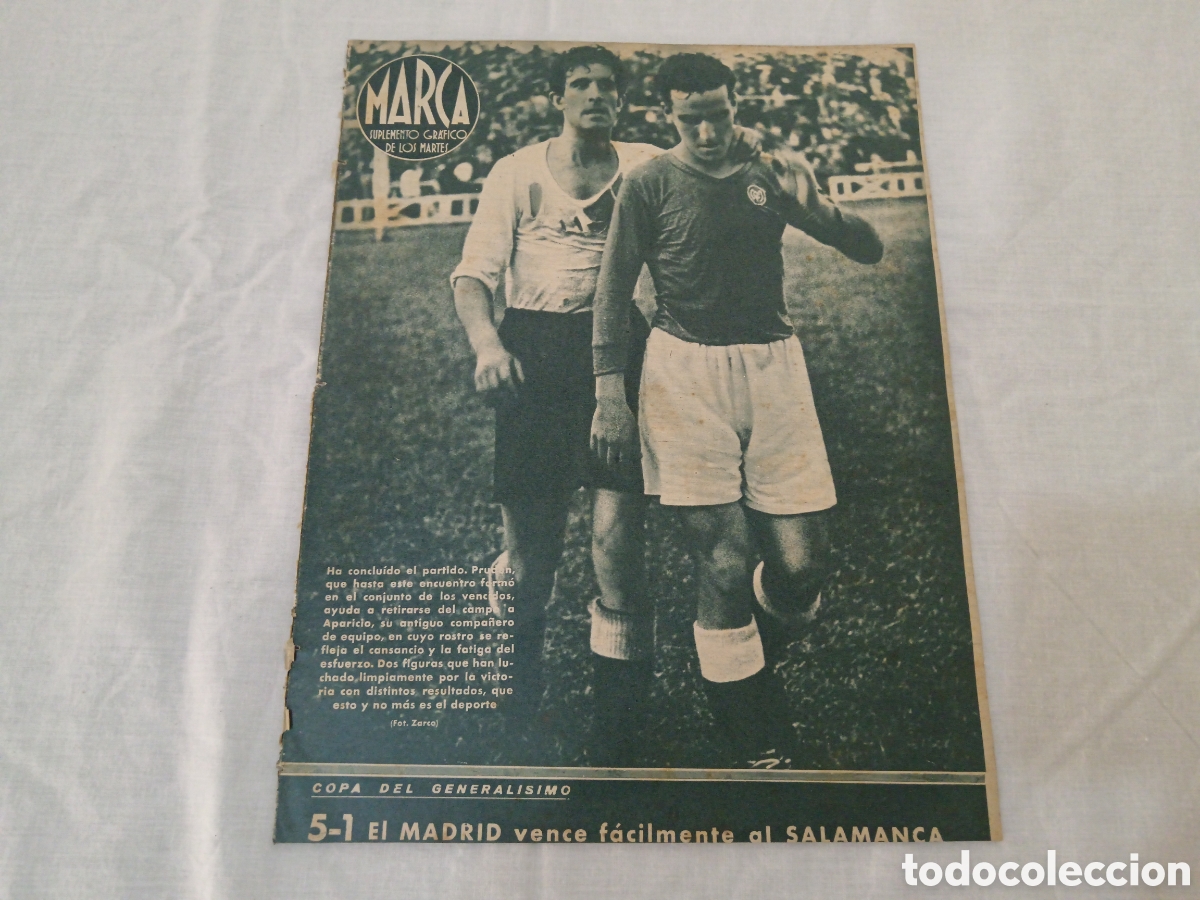 MARCA
SUPLEMENTO GRÁFICO
DE LOS MARTES
Ha concluído el partido. Pruden,
que hasta este encuentro formó
en el conjunto de los vencidos,
ayuda a retirarse del campo a
Aparicio, su antiguo compañero
de equipo, en cuyo rostro se re-
fleja el cansancio y la fatiga del
esfuerzo. Dos figuras que han lu-
chado limpiamente por la victo-
ria con distintos resultados, que
esto y no más es el deporte
(Fot. Zarco)
COPA DEL GENERALISIMO
5-1 El MADRID vence fácilmente al SALAMANCA
todocoleccion